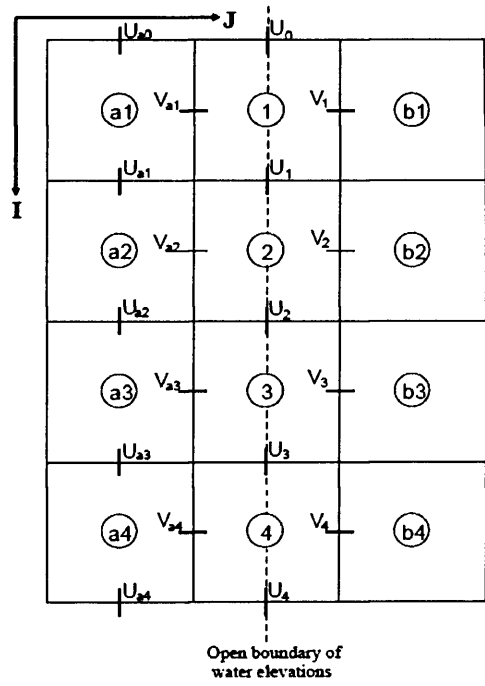 J
U_a0 U_0
a1 V_a1 1 V_1 b1
I
U_a1 U_1
a2 V_a2 2 V_2 b2
U_a2 U_2
a3 V_a3 3 V_3 b3
U_a3 U_3
a4 V_a4 4 V_4 b4
U_a4 U_4
Open boundary of
water elevations